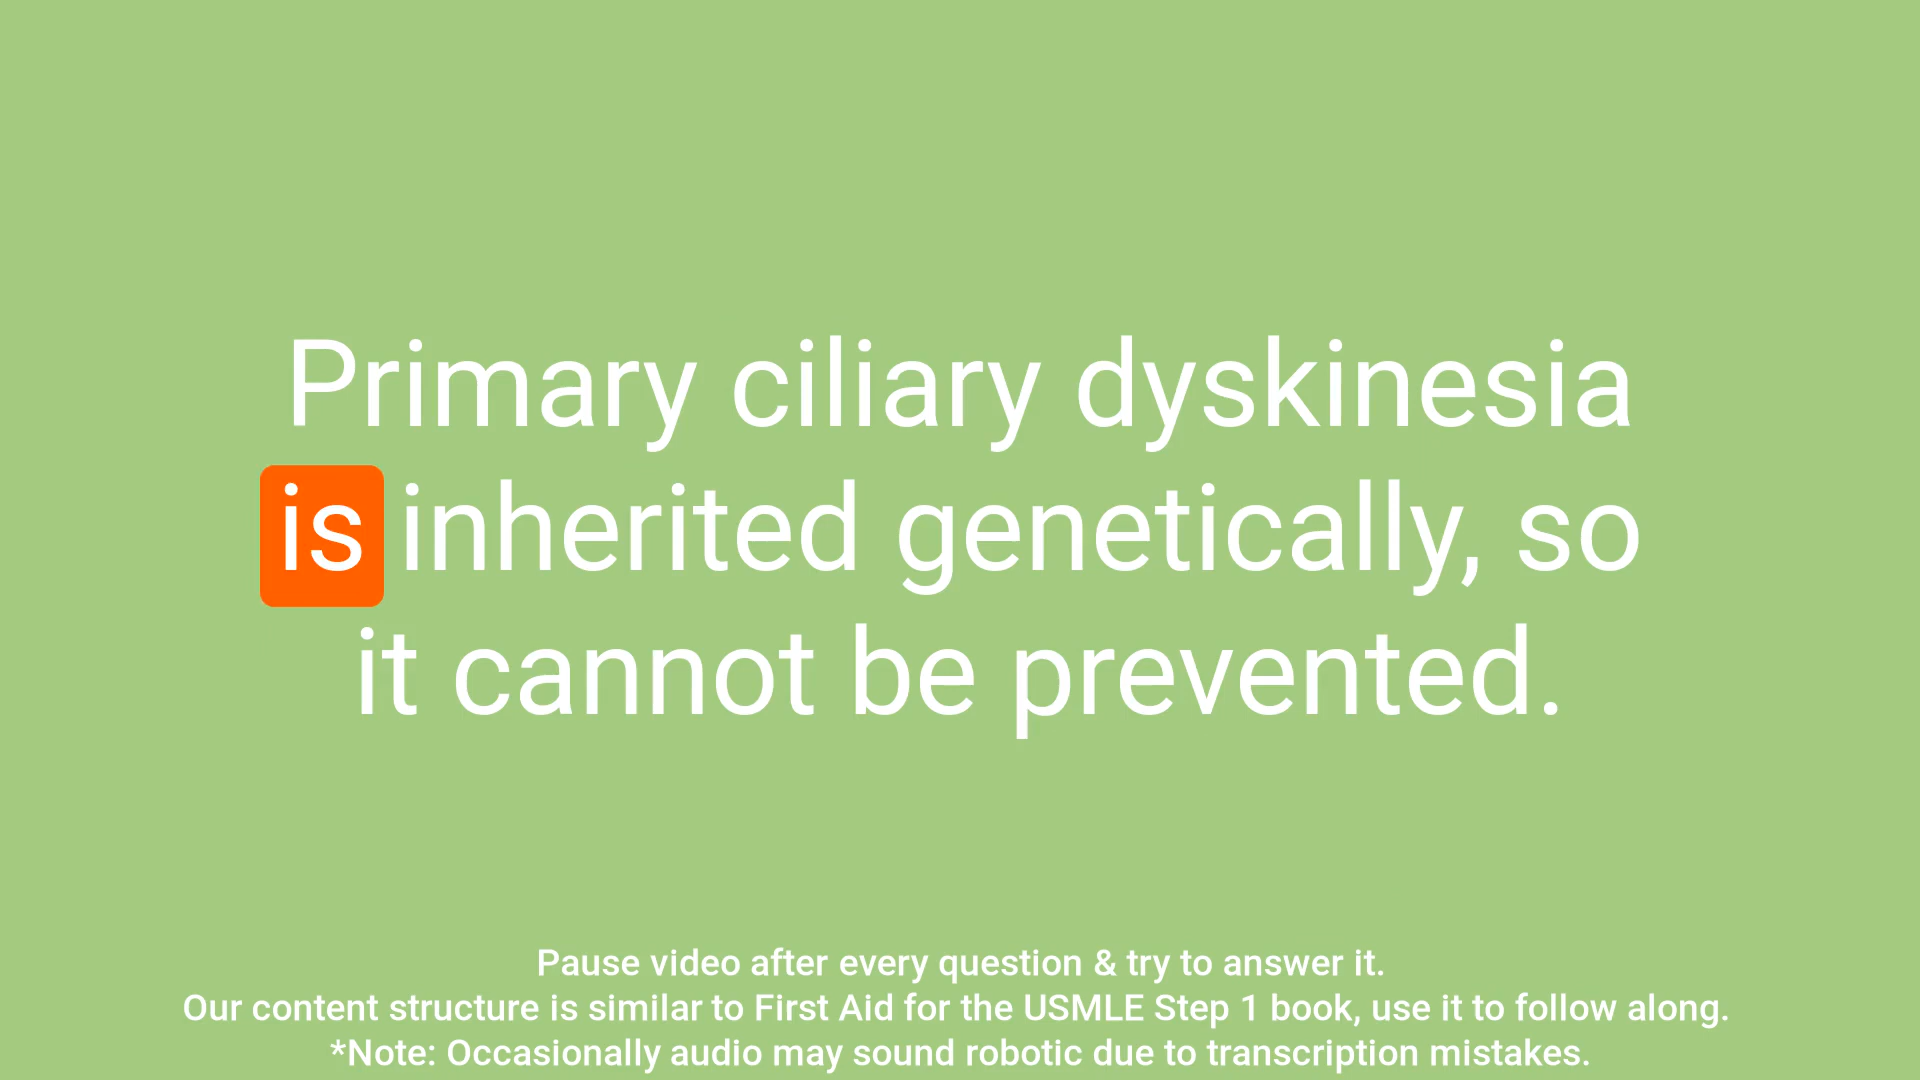 Primary ciliary dyskinesia
is inherited genetically, so
it cannot be prevented.
Pause video after every question & try to answer it.
Our content structure is similar to First Aid for the USMLE Step 1 book, use it to follow along.
*Note: Occasionally audio may sound robotic due to transcription mistakes.